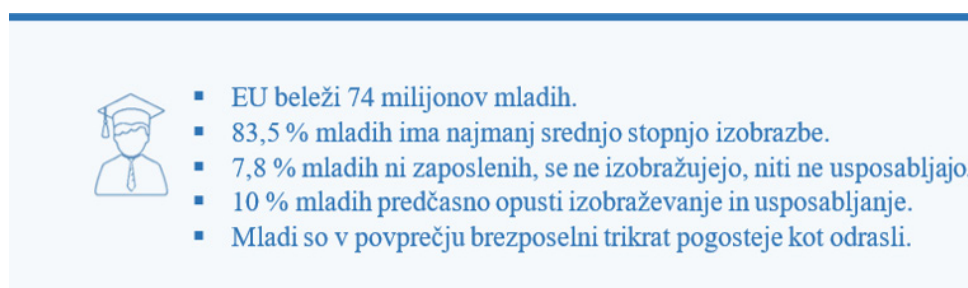 ▪ EU beleži 74 milijonov mladih.
▪ 83,5 % mladih ima najmanj srednjo stopnjo izobrazbe.
▪ 7,8 % mladih ni zaposlenih, se ne izobražujejo, niti ne usposabljajo.
▪ 10 % mladih predčasno opusti izobraževanje in usposabljanje.
▪ Mladi so v povprečju brezposelni trikrat pogosteje kot odrasli.